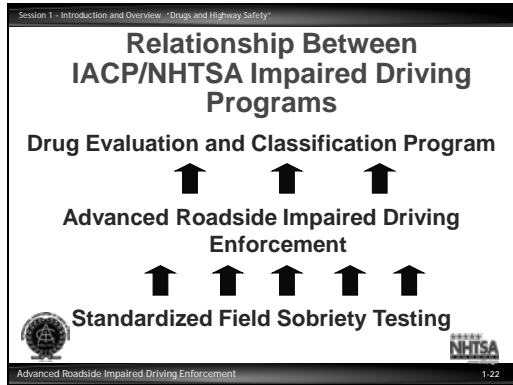 Session 1 - Introduction and Overview "Drugs and Highway Safety"
Relationship Between
IACP/NHTSA Impaired Driving
Programs
Drug Evaluation and Classification Program
Advanced Roadside Impaired Driving
Enforcement
Standardized Field Sobriety Testing
NHTSA
Advanced Roadside Impaired Driving Enforcement 1-22